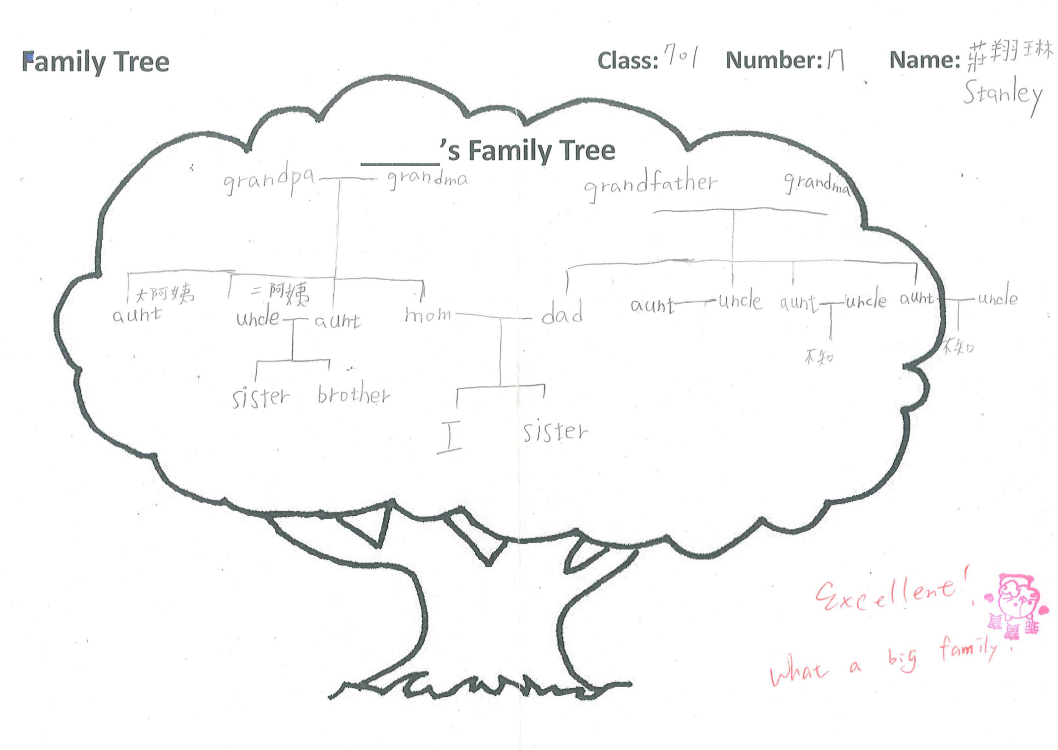 Family Tree Class: 701 Number: 17 Name: 莊翔琳
Stanley
______'s Family Tree
grandpa grandma grandfather grandma
大阿姨 二阿姨
aunt uncle aunt mom dad aunt uncle aunt uncle aunt uncle
不知 不知
sister brother
I sister
Excellent!
What a big family!